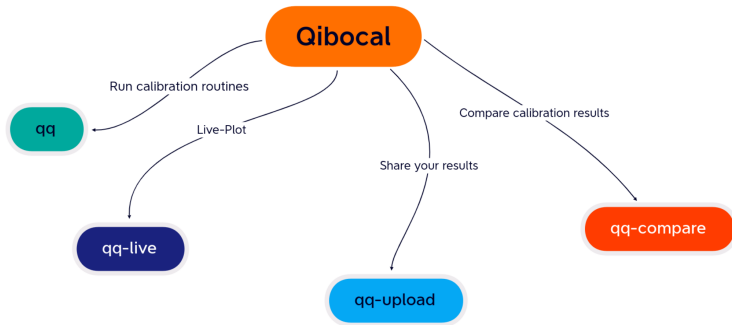 Qibocal
Run calibration routines
Compare calibration results
qq
Live-Plot
Share your results
qq-compare
qq-live
qq-upload